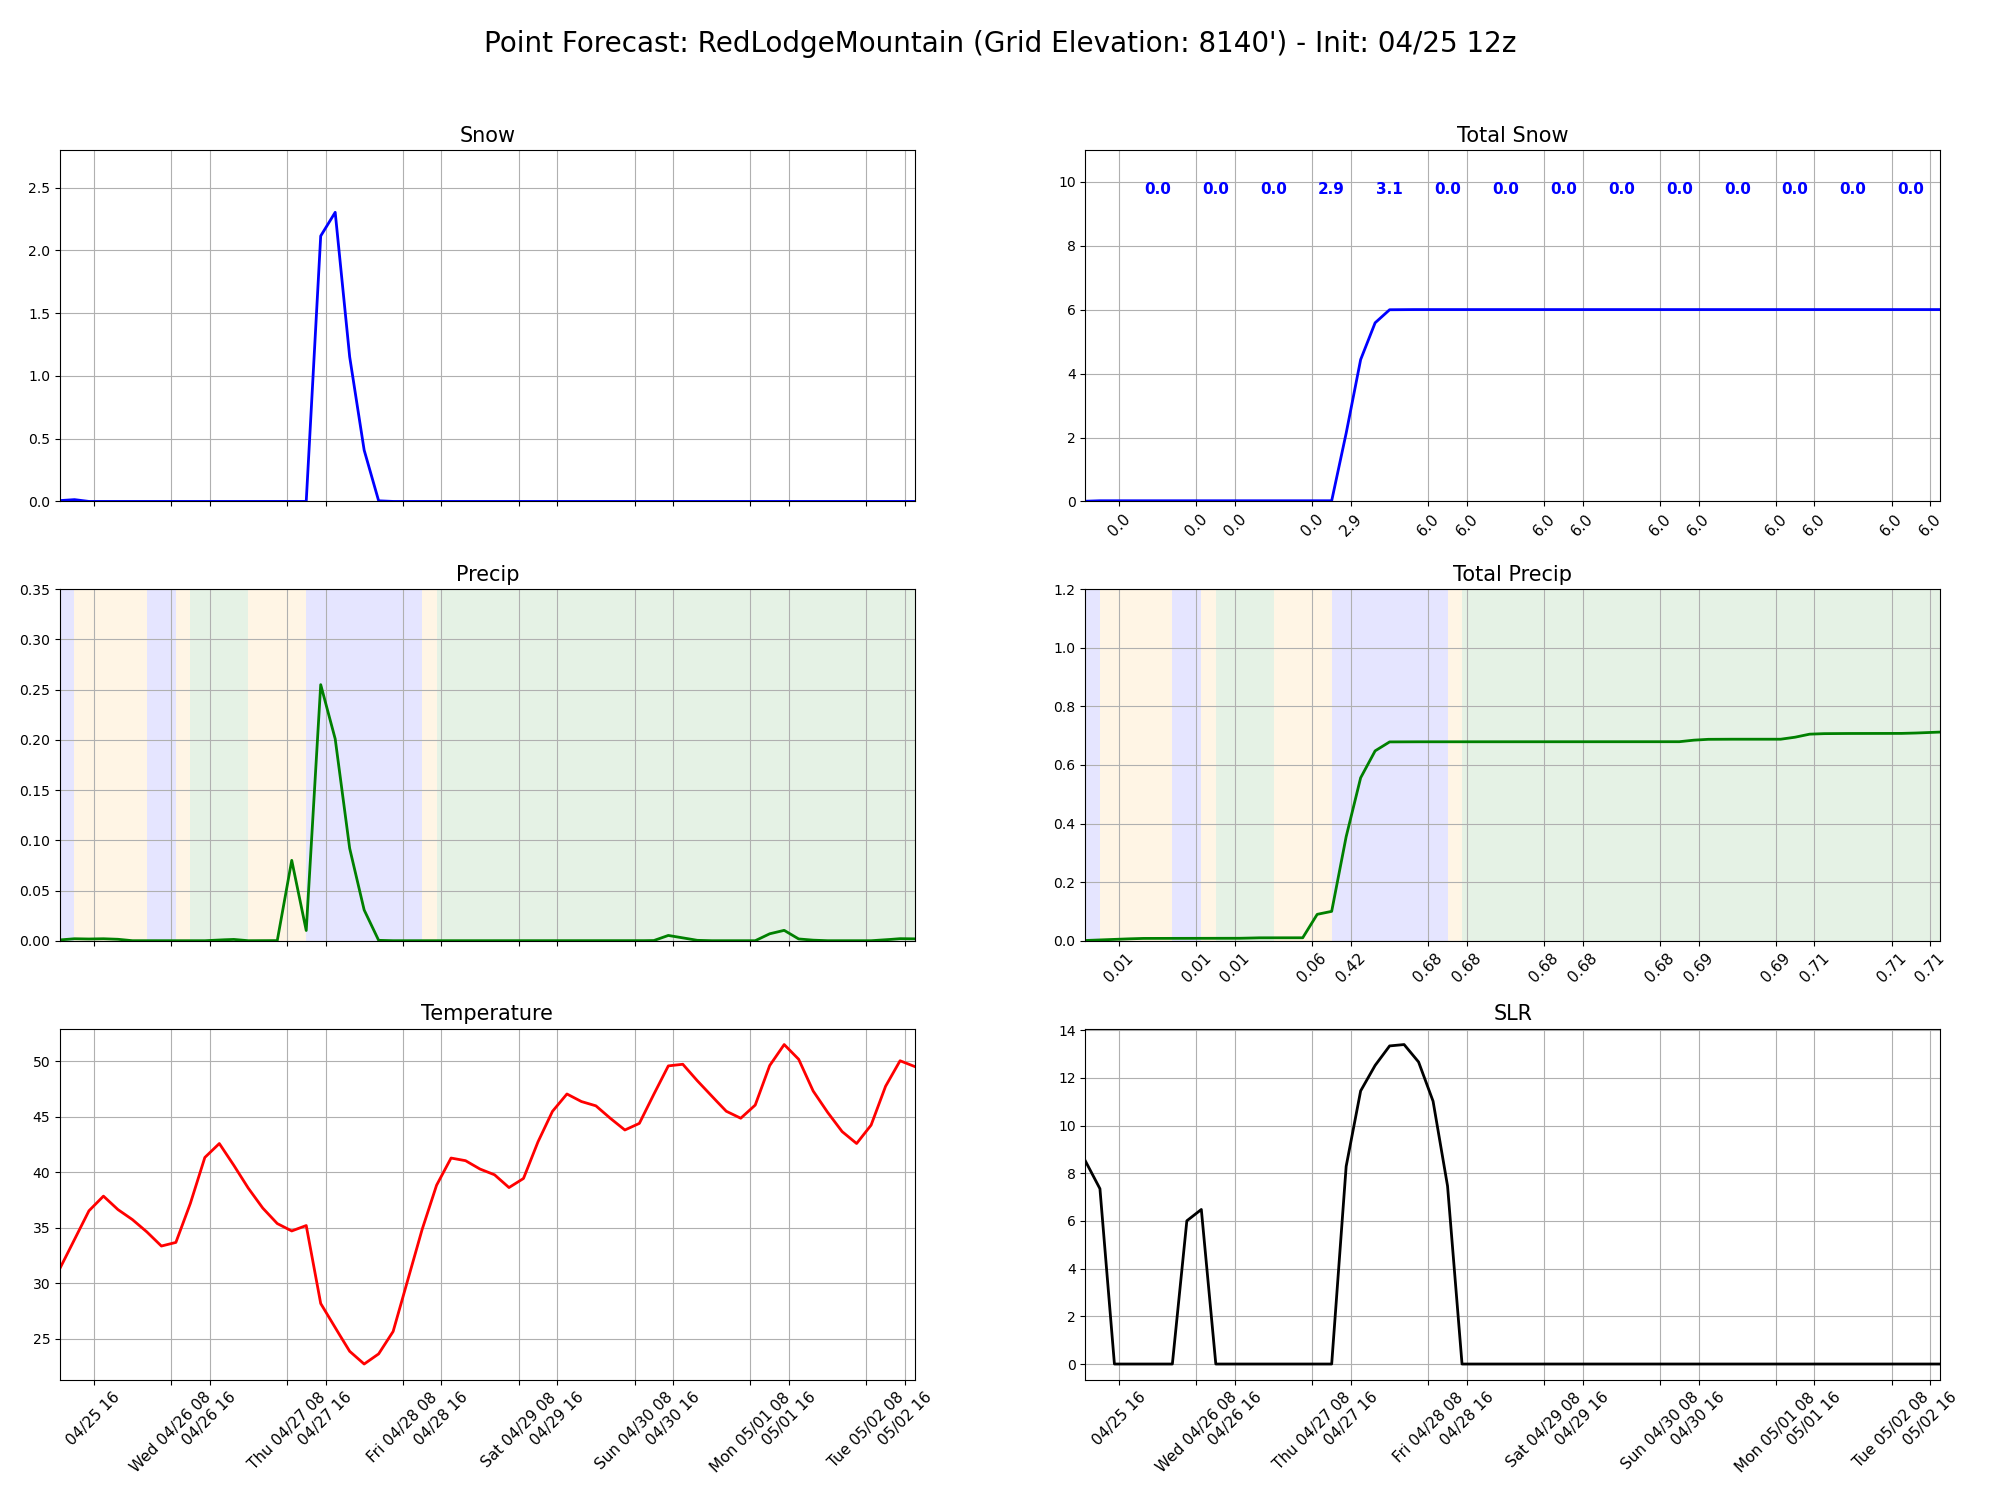 Point Forecast: RedLodgeMountain (Grid Elevation: 8140') - Init: 04/25 12z
Snow
2.5
2.0
1.5
1.0
0.5
0.0
Total Snow
10
8
6
4
2
0
0.0 0.0 0.0 2.9 3.1 0.0 0.0 0.0 0.0 0.0 0.0 0.0 0.0 0.0
0.0 0.0 0.0 0.0 2.9 6.0 6.0 6.0 6.0 6.0 6.0 6.0 6.0 6.0 6.0
Precip
0.35
0.30
0.25
0.20
0.15
0.10
0.05
0.00
Total Precip
1.2
1.0
0.8
0.6
0.4
0.2
0.0
0.01 0.01 0.01 0.06 0.42 0.68 0.68 0.68 0.68 0.68 0.69 0.69 0.71 0.71 0.71
Temperature
50
45
40
35
30
25
04/25 16
Wed 04/26 08
04/26 16
Thu 04/27 08
04/27 16
Fri 04/28 08
04/28 16
Sat 04/29 08
04/29 16
Sun 04/30 08
04/30 16
Mon 05/01 08
05/01 16
Tue 05/02 08
05/02 16
SLR
14
12
10
8
6
4
2
0
04/25 16
Wed 04/26 08
04/26 16
Thu 04/27 08
04/27 16
Fri 04/28 08
04/28 16
Sat 04/29 08
04/29 16
Sun 04/30 08
04/30 16
Mon 05/01 08
05/01 16
Tue 05/02 08
05/02 16